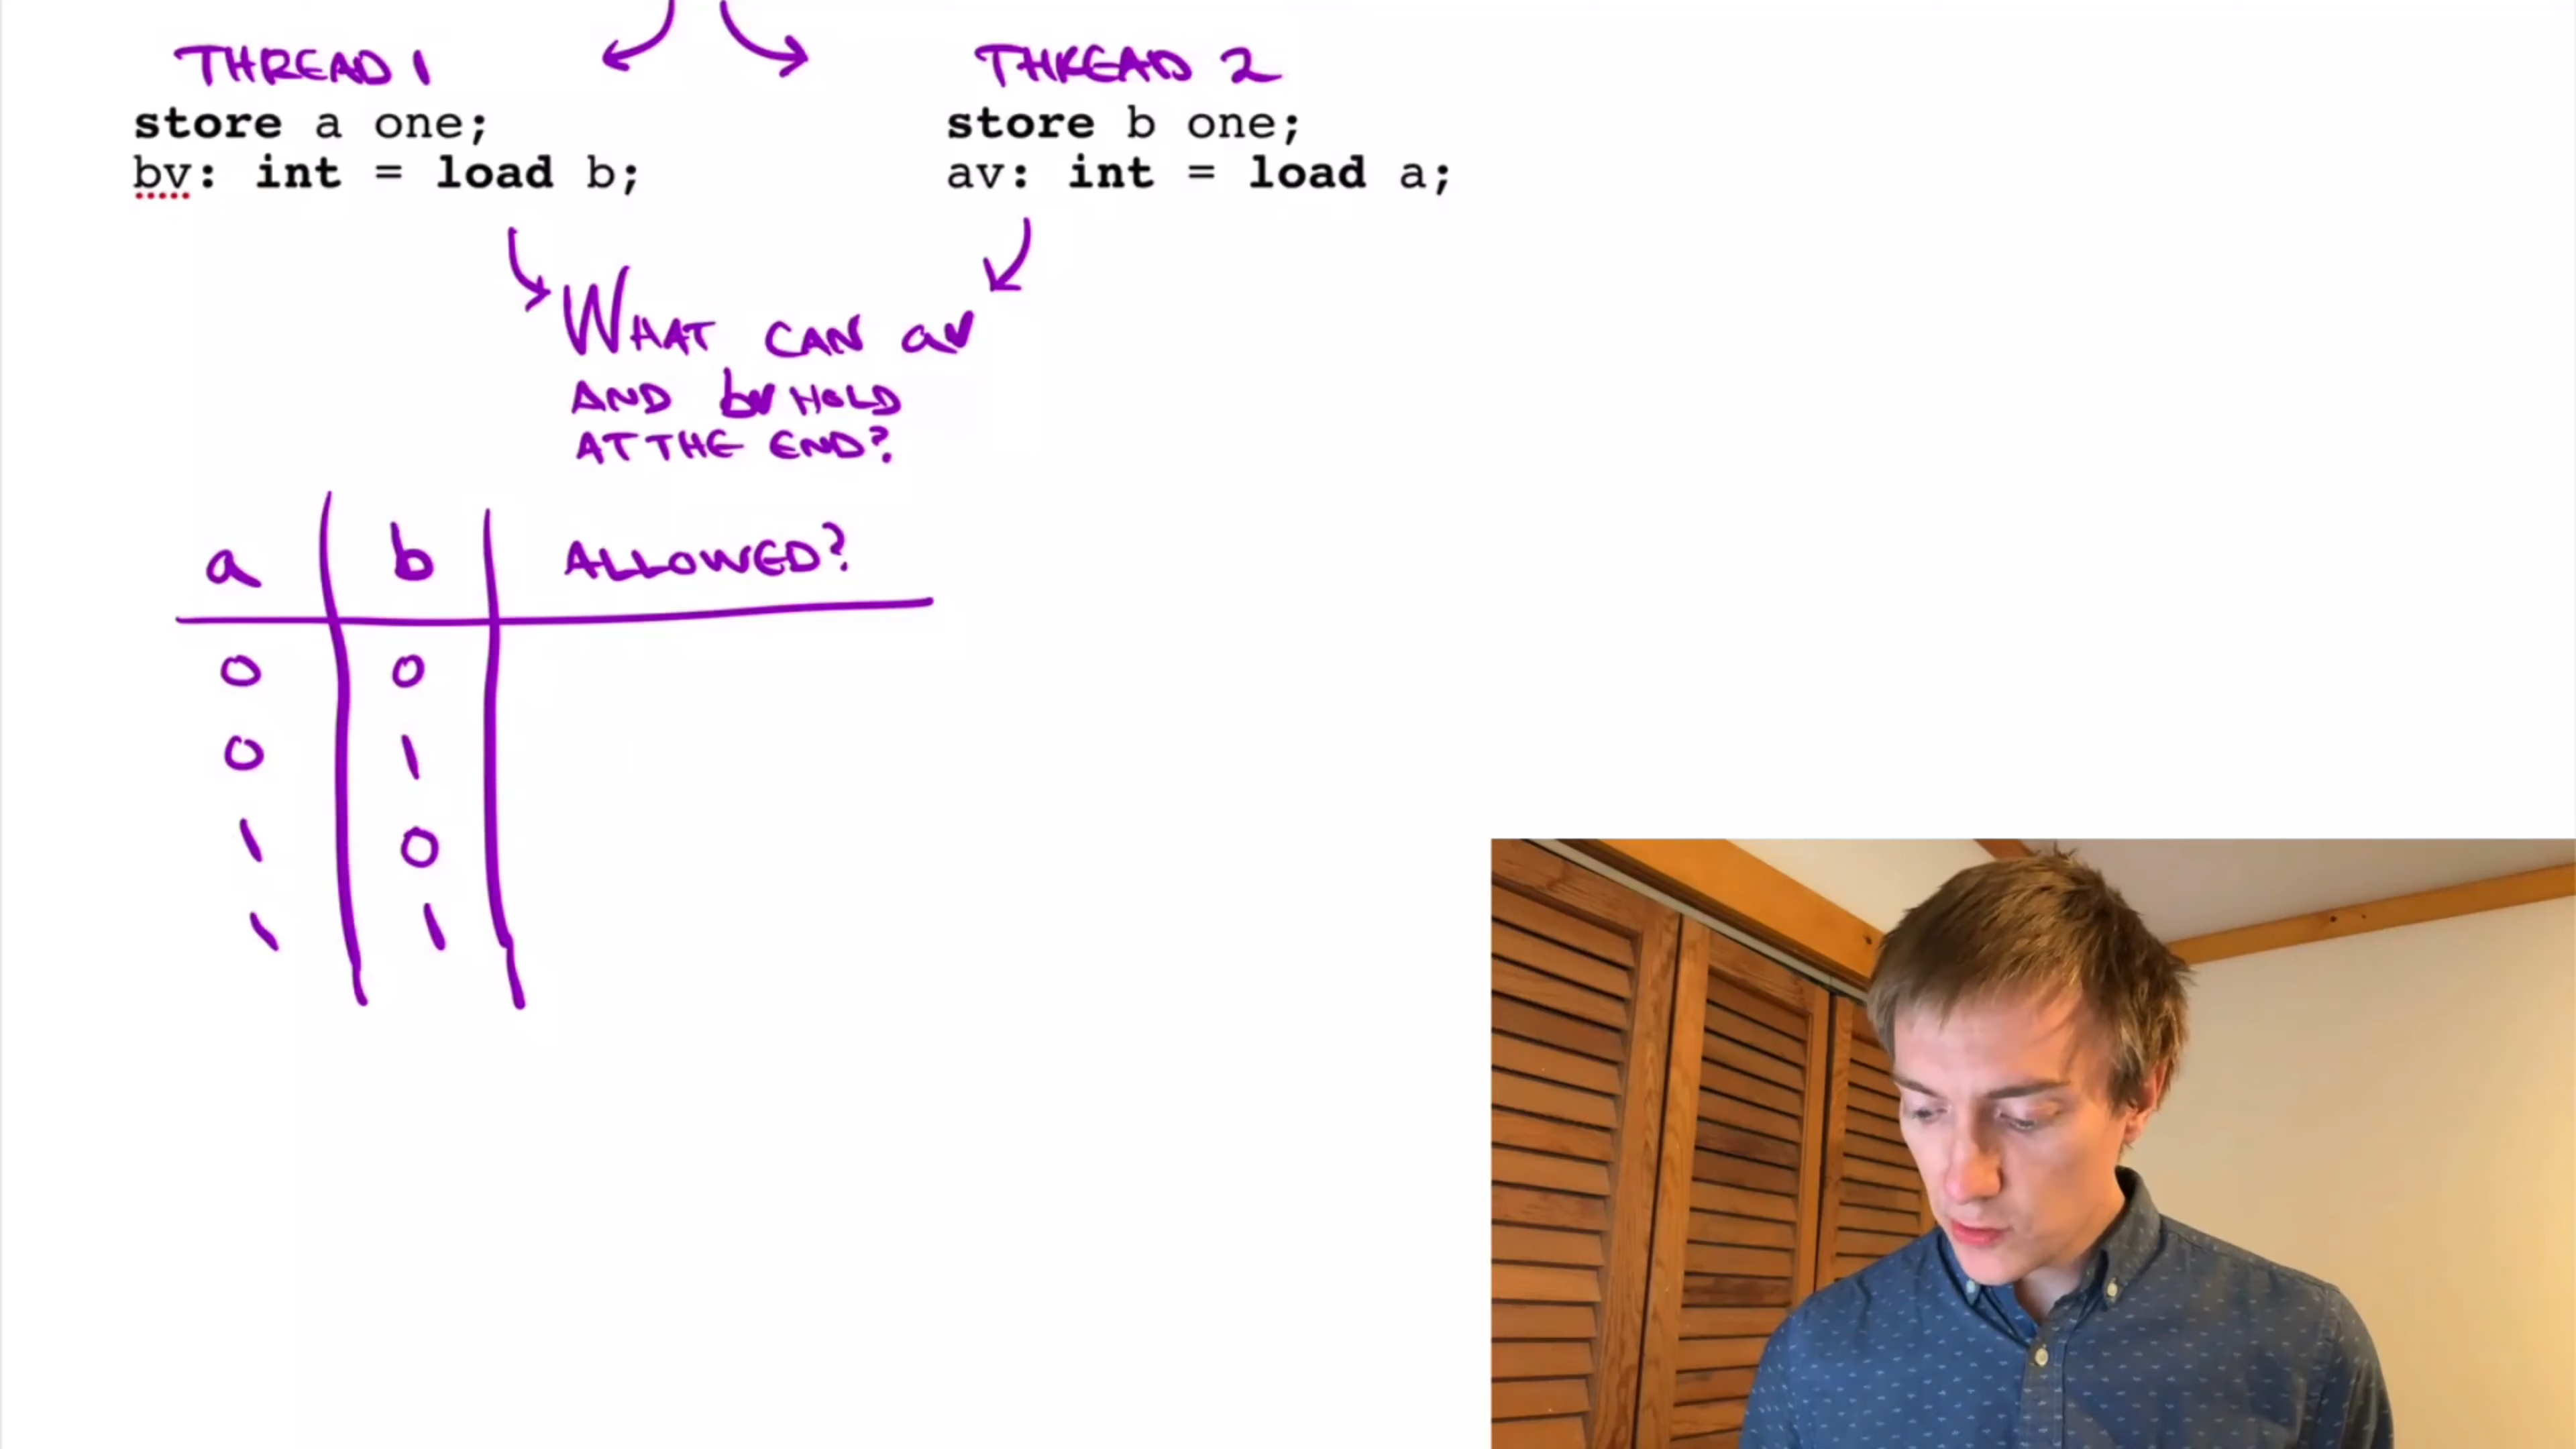 THREAD 1 THREAD 2
store a one; store b one;
bv: int = load b; av: int = load a;
WHAT CAN av
AND bv HOLD
AT THE END?
a b ALLOWED?
0 0
0 1
1 0
1 1